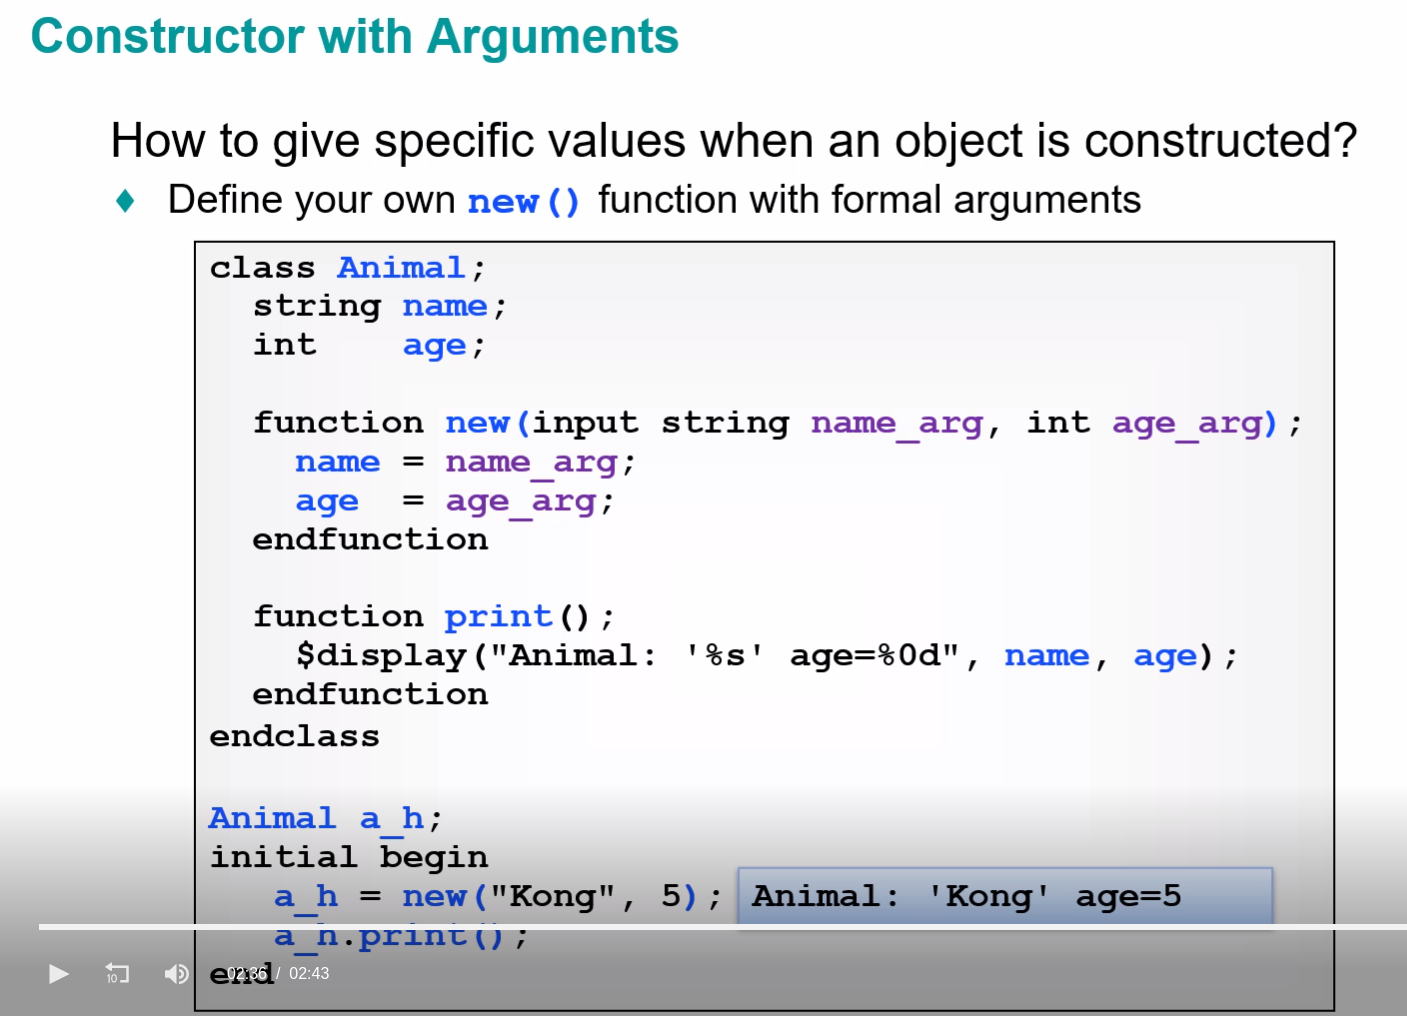 Constructor with Arguments
How to give specific values when an object is constructed?
Define your own new() function with formal arguments
class Animal;
  string name;
  int    age;
  function new(input string name_arg, int age_arg);
    name = name_arg;
    age  = age_arg;
  endfunction
  function print();
    $display("Animal: '%s' age=%0d", name, age);
  endfunction
endclass
Animal a_h;
initial begin
   a_h = new("Kong", 5);
Animal: 'Kong' age=5
   a_h.print();
end
10
02:36 / 02:43